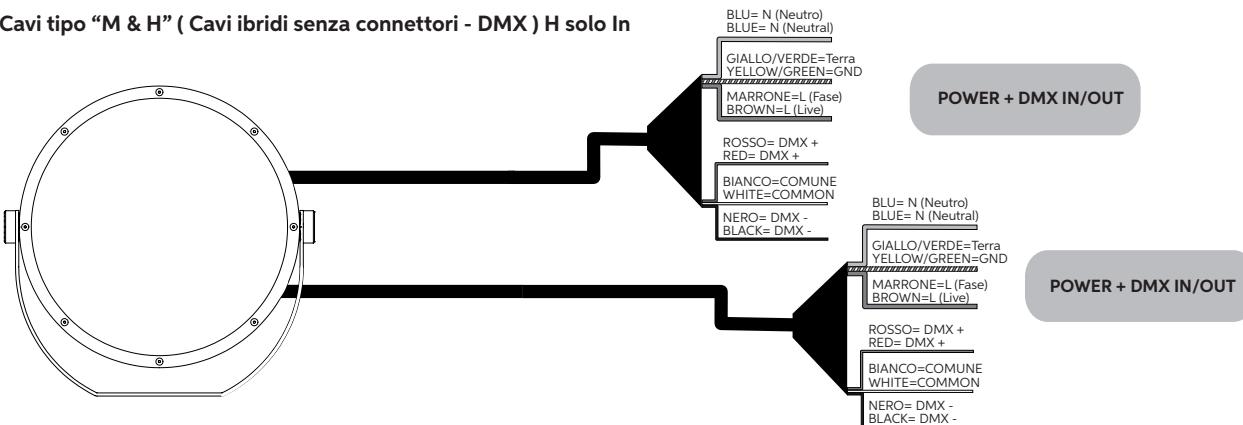 Cavi tipo “M & H” ( Cavi ibridi senza connettori - DMX ) H solo In
BLU= N (Neutro)
BLUE= N (Neutral)
GIALLO/VERDE=Terra
YELLOW/GREEN=GND
MARRONE=L (Fase)
BROWN=L (Live)
ROSSO= DMX +
RED= DMX +
BIANCO=COMUNE
WHITE=COMMON
NERO= DMX -
BLACK= DMX -
POWER + DMX IN/OUT
BLU= N (Neutro)
BLUE= N (Neutral)
GIALLO/VERDE=Terra
YELLOW/GREEN=GND
MARRONE=L (Fase)
BROWN=L (Live)
ROSSO= DMX +
RED= DMX +
BIANCO=COMUNE
WHITE=COMMON
NERO= DMX -
BLACK= DMX -
POWER + DMX IN/OUT